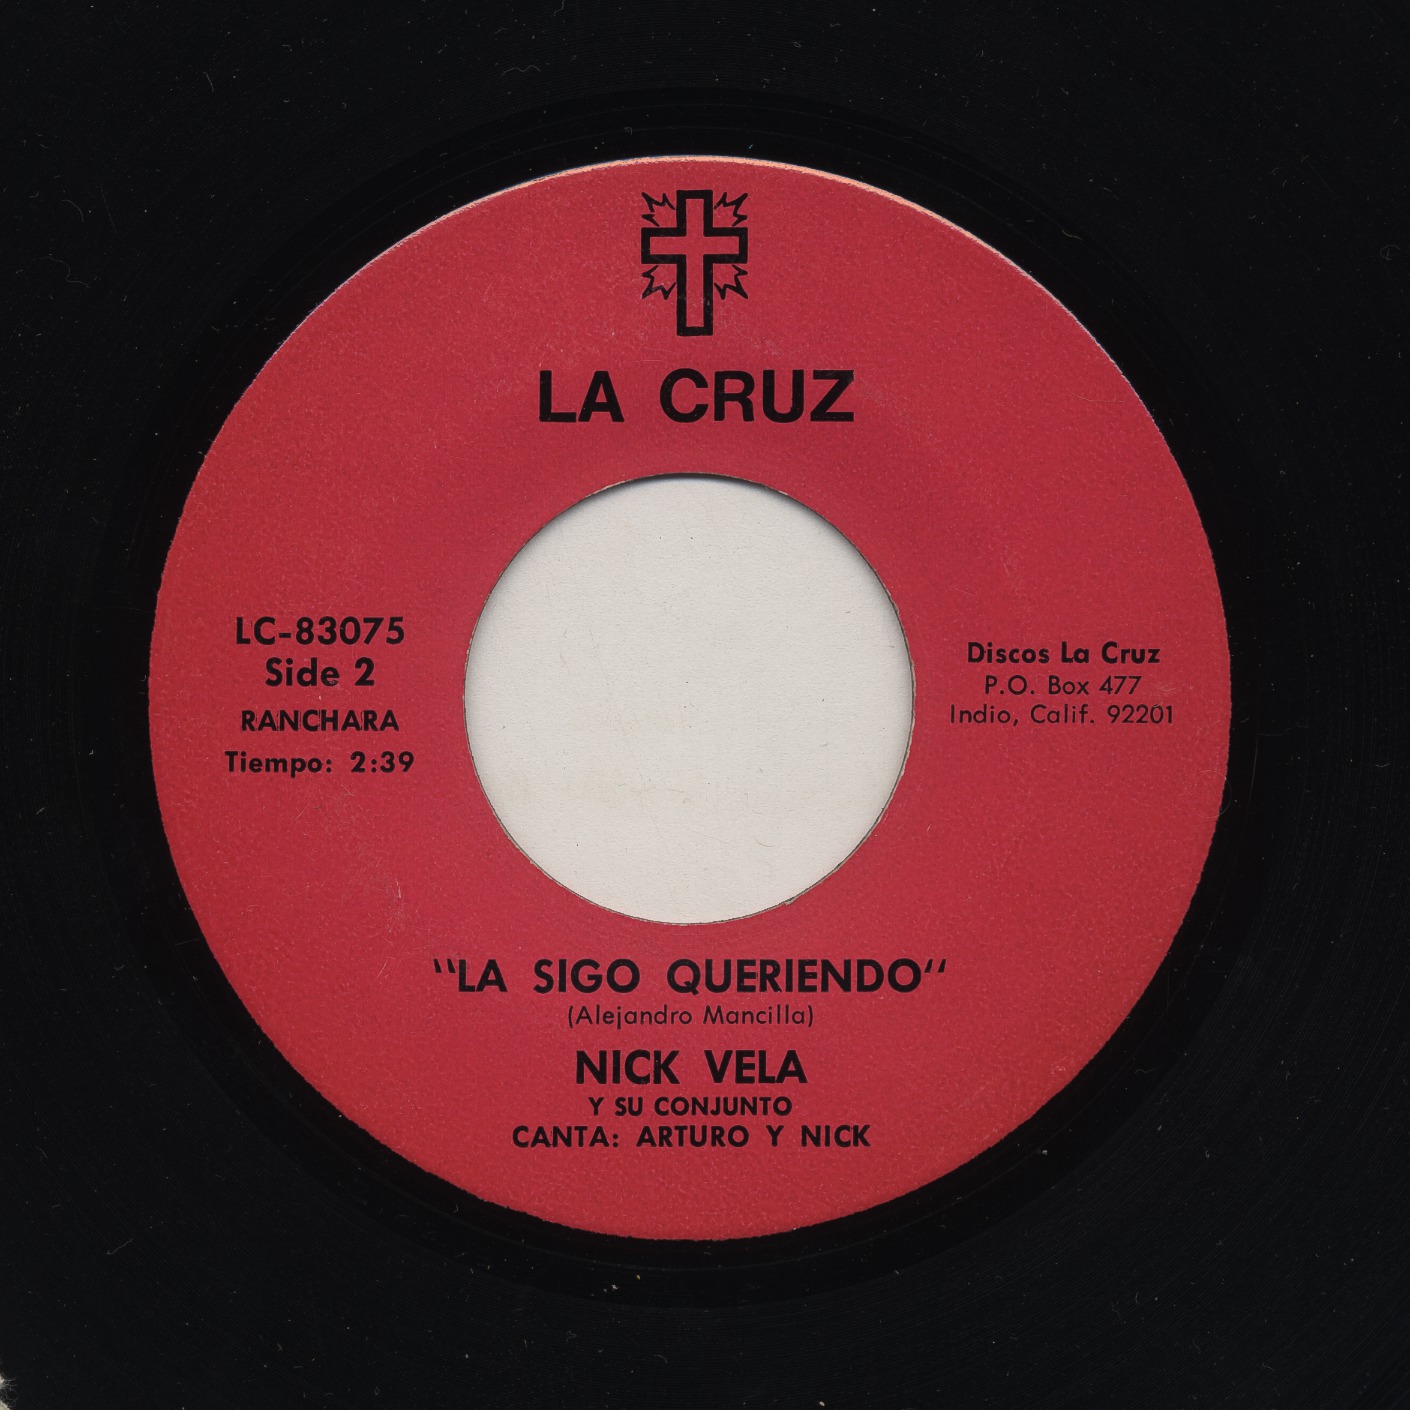 LA CRUZ
LC-83075
Side 2
RANCHARA
Tiempo: 2:39
Discos La Cruz
P.O. Box 477
Indio, Calif. 92201
"LA SIGO QUERIENDO"
(Alejandro Mancilla)
NICK VELA
Y SU CONJUNTO
CANTA: ARTURO Y NICK